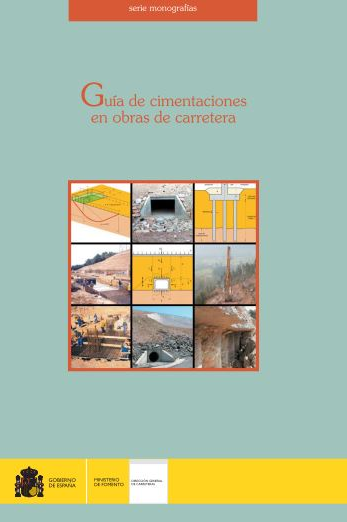 serie monografías
Guía de cimentaciones
en obras de carretera
GOBIERNO
DE ESPAÑA
MINISTERIO
DE FOMENTO
DIRECCIÓN GENERAL
DE CARRETERAS